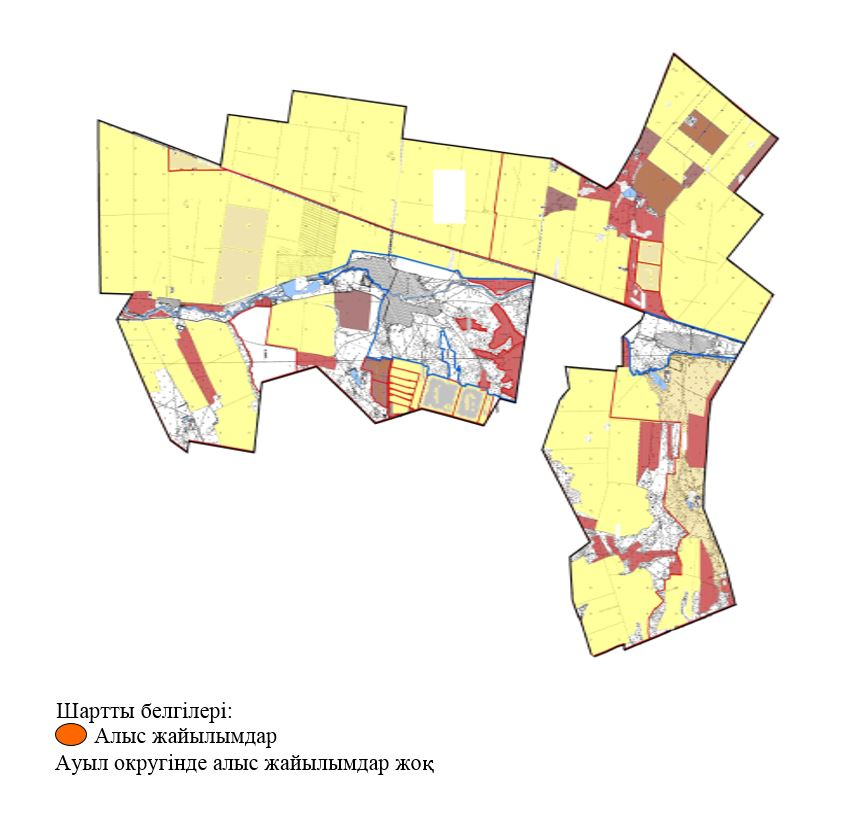 Шартты белгілері:
Алыс жайылымдар
Ауыл округінде алыс жайылымдар жоқ